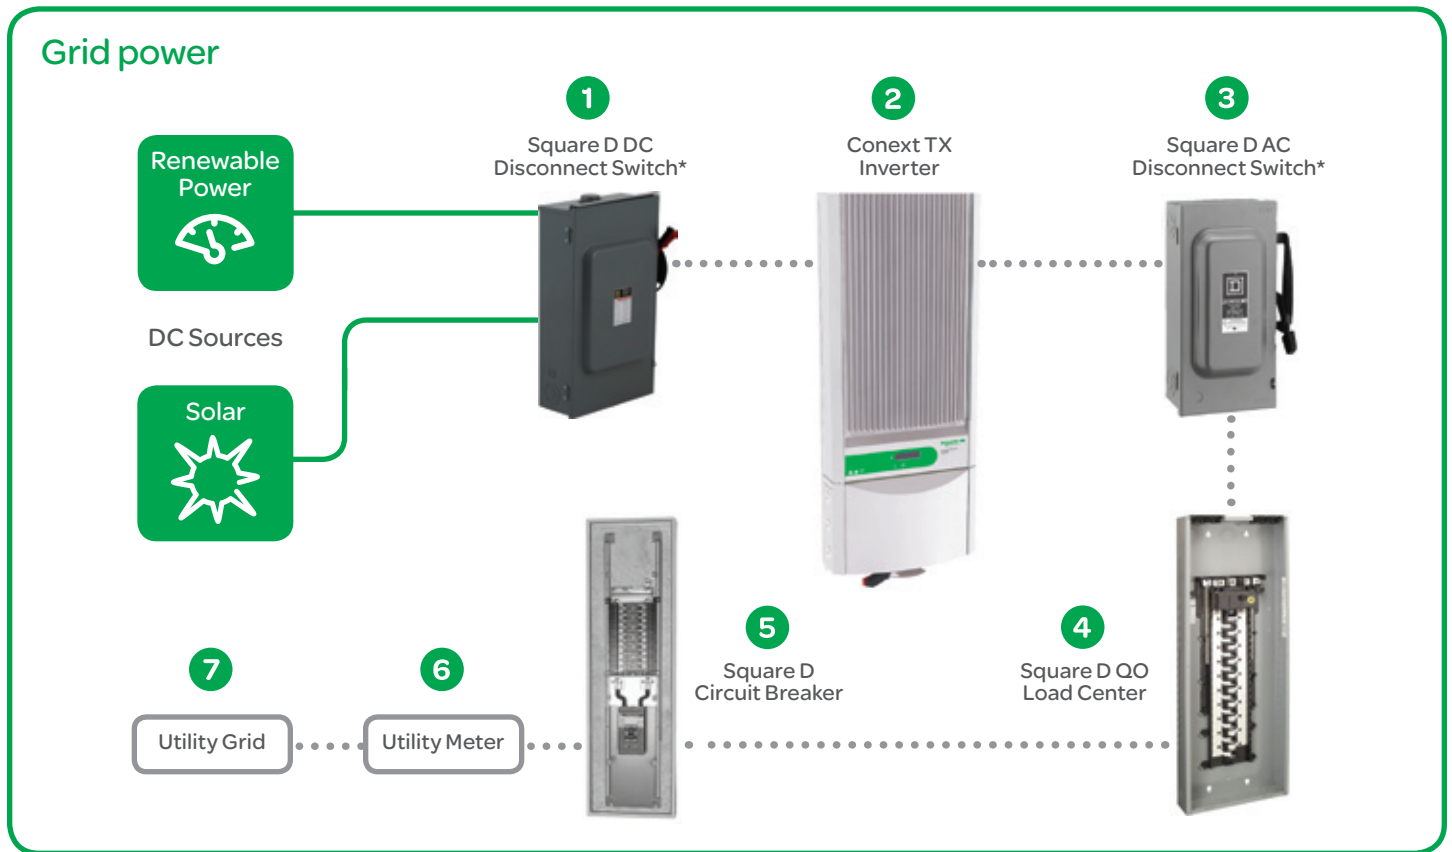 Grid power
1
Square D DC
Disconnect Switch*
2
Conext TX
Inverter
3
Square D AC
Disconnect Switch*
Renewable
Power
DC Sources
Solar
5
Square D
Circuit Breaker
4
Square D QO
Load Center
7
Utility Grid
6
Utility Meter